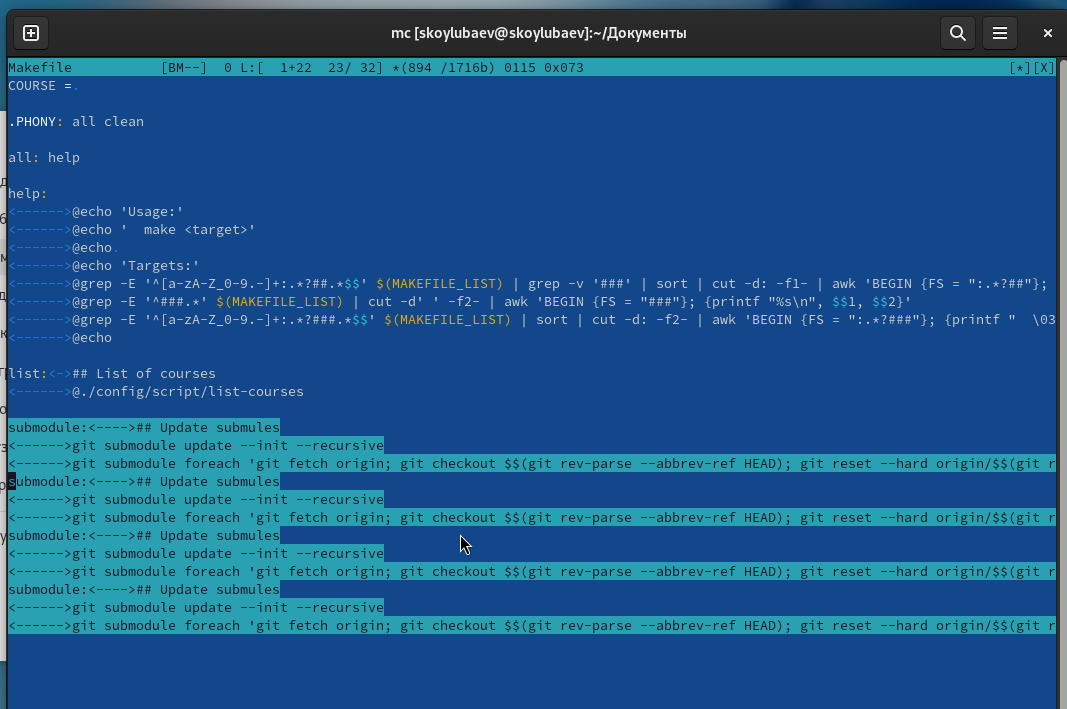 mc [skoylubaev@skoylubaev]:~/Документы
Makefile [BM--] 0 L:[ 1+22 23/ 32] *(894 /1716b) 0115 0x073 [*][X]
COURSE =.
.PHONY: all clean
all: help
help:
<------>@echo 'Usage:'
<------>@echo '  make <target>'
<------>@echo.
<------>@echo 'Targets:'
<------>@grep -E '^[a-zA-Z_0-9.-]+:.*?##.*$$' $(MAKEFILE_LIST) | grep -v '###' | sort | cut -d: -f1- | awk 'BEGIN {FS = ":.*?##"};
<------>@grep -E '^###.*' $(MAKEFILE_LIST) | cut -d' ' -f2- | awk 'BEGIN {FS = "###"}; {printf "%s\n", $$1, $$2}'
<------>@grep -E '^[a-zA-Z_0-9.-]+:.*?###.*$$' $(MAKEFILE_LIST) | sort | cut -d: -f2- | awk 'BEGIN {FS = ":.*?###"}; {printf "  \03
<------>@echo
list:<->## List of courses
<------>@./config/script/list-courses
submodule:<---->## Update submules
<------>git submodule update --init --recursive
<------>git submodule foreach 'git fetch origin; git checkout $$(git rev-parse --abbrev-ref HEAD); git reset --hard origin/$$(git r
submodule:<---->## Update submules
<------>git submodule update --init --recursive
<------>git submodule foreach 'git fetch origin; git checkout $$(git rev-parse --abbrev-ref HEAD); git reset --hard origin/$$(git r
submodule:<---->## Update submules
<------>git submodule update --init --recursive
<------>git submodule foreach 'git fetch origin; git checkout $$(git rev-parse --abbrev-ref HEAD); git reset --hard origin/$$(git r
submodule:<---->## Update submules
<------>git submodule update --init --recursive
<------>git submodule foreach 'git fetch origin; git checkout $$(git rev-parse --abbrev-ref HEAD); git reset --hard origin/$$(git r